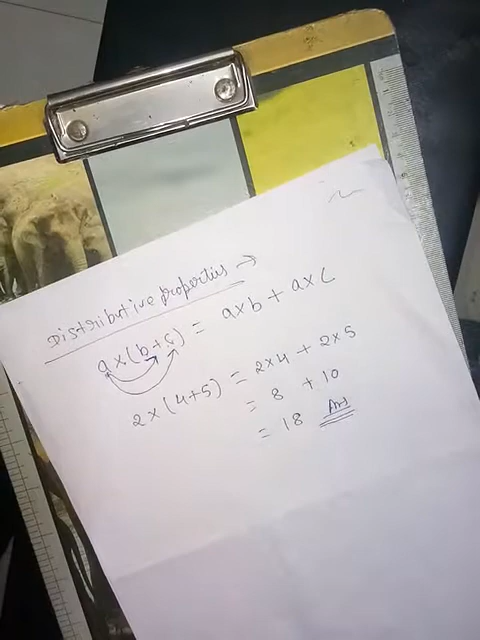 Distributive properties →
a×(b+c) = a×b + a×c
2×(4+5) = 2×4 + 2×5
= 8 + 10
= 18 Ans